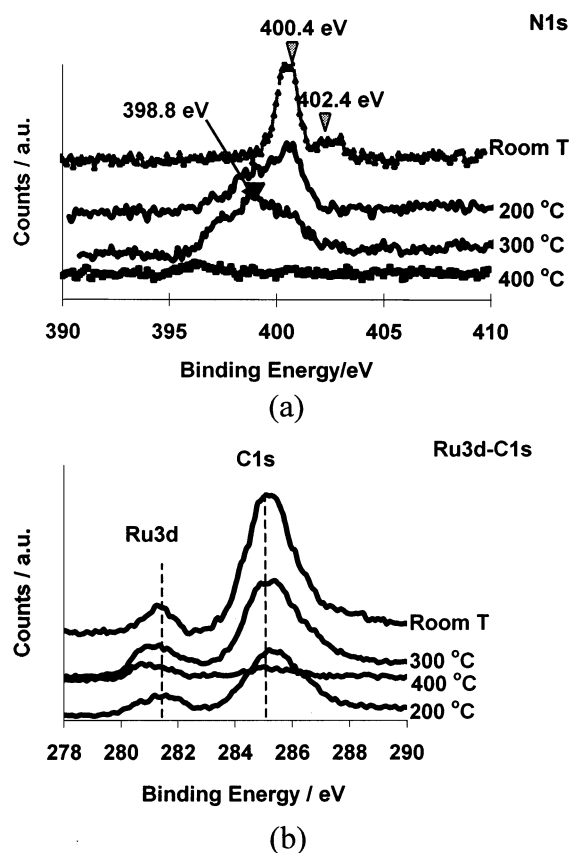 N1s
400.4 eV
402.4 eV
398.8 eV
Room T
200 °C
300 °C
400 °C
Counts / a.u.
390 395 400 405 410
Binding Energy/eV
(a)
Ru3d-C1s
C1s
Ru3d
Room T
300 °C
400 °C
200 °C
Counts / a.u.
278 280 282 284 286 288 290
Binding Energy / eV
(b)